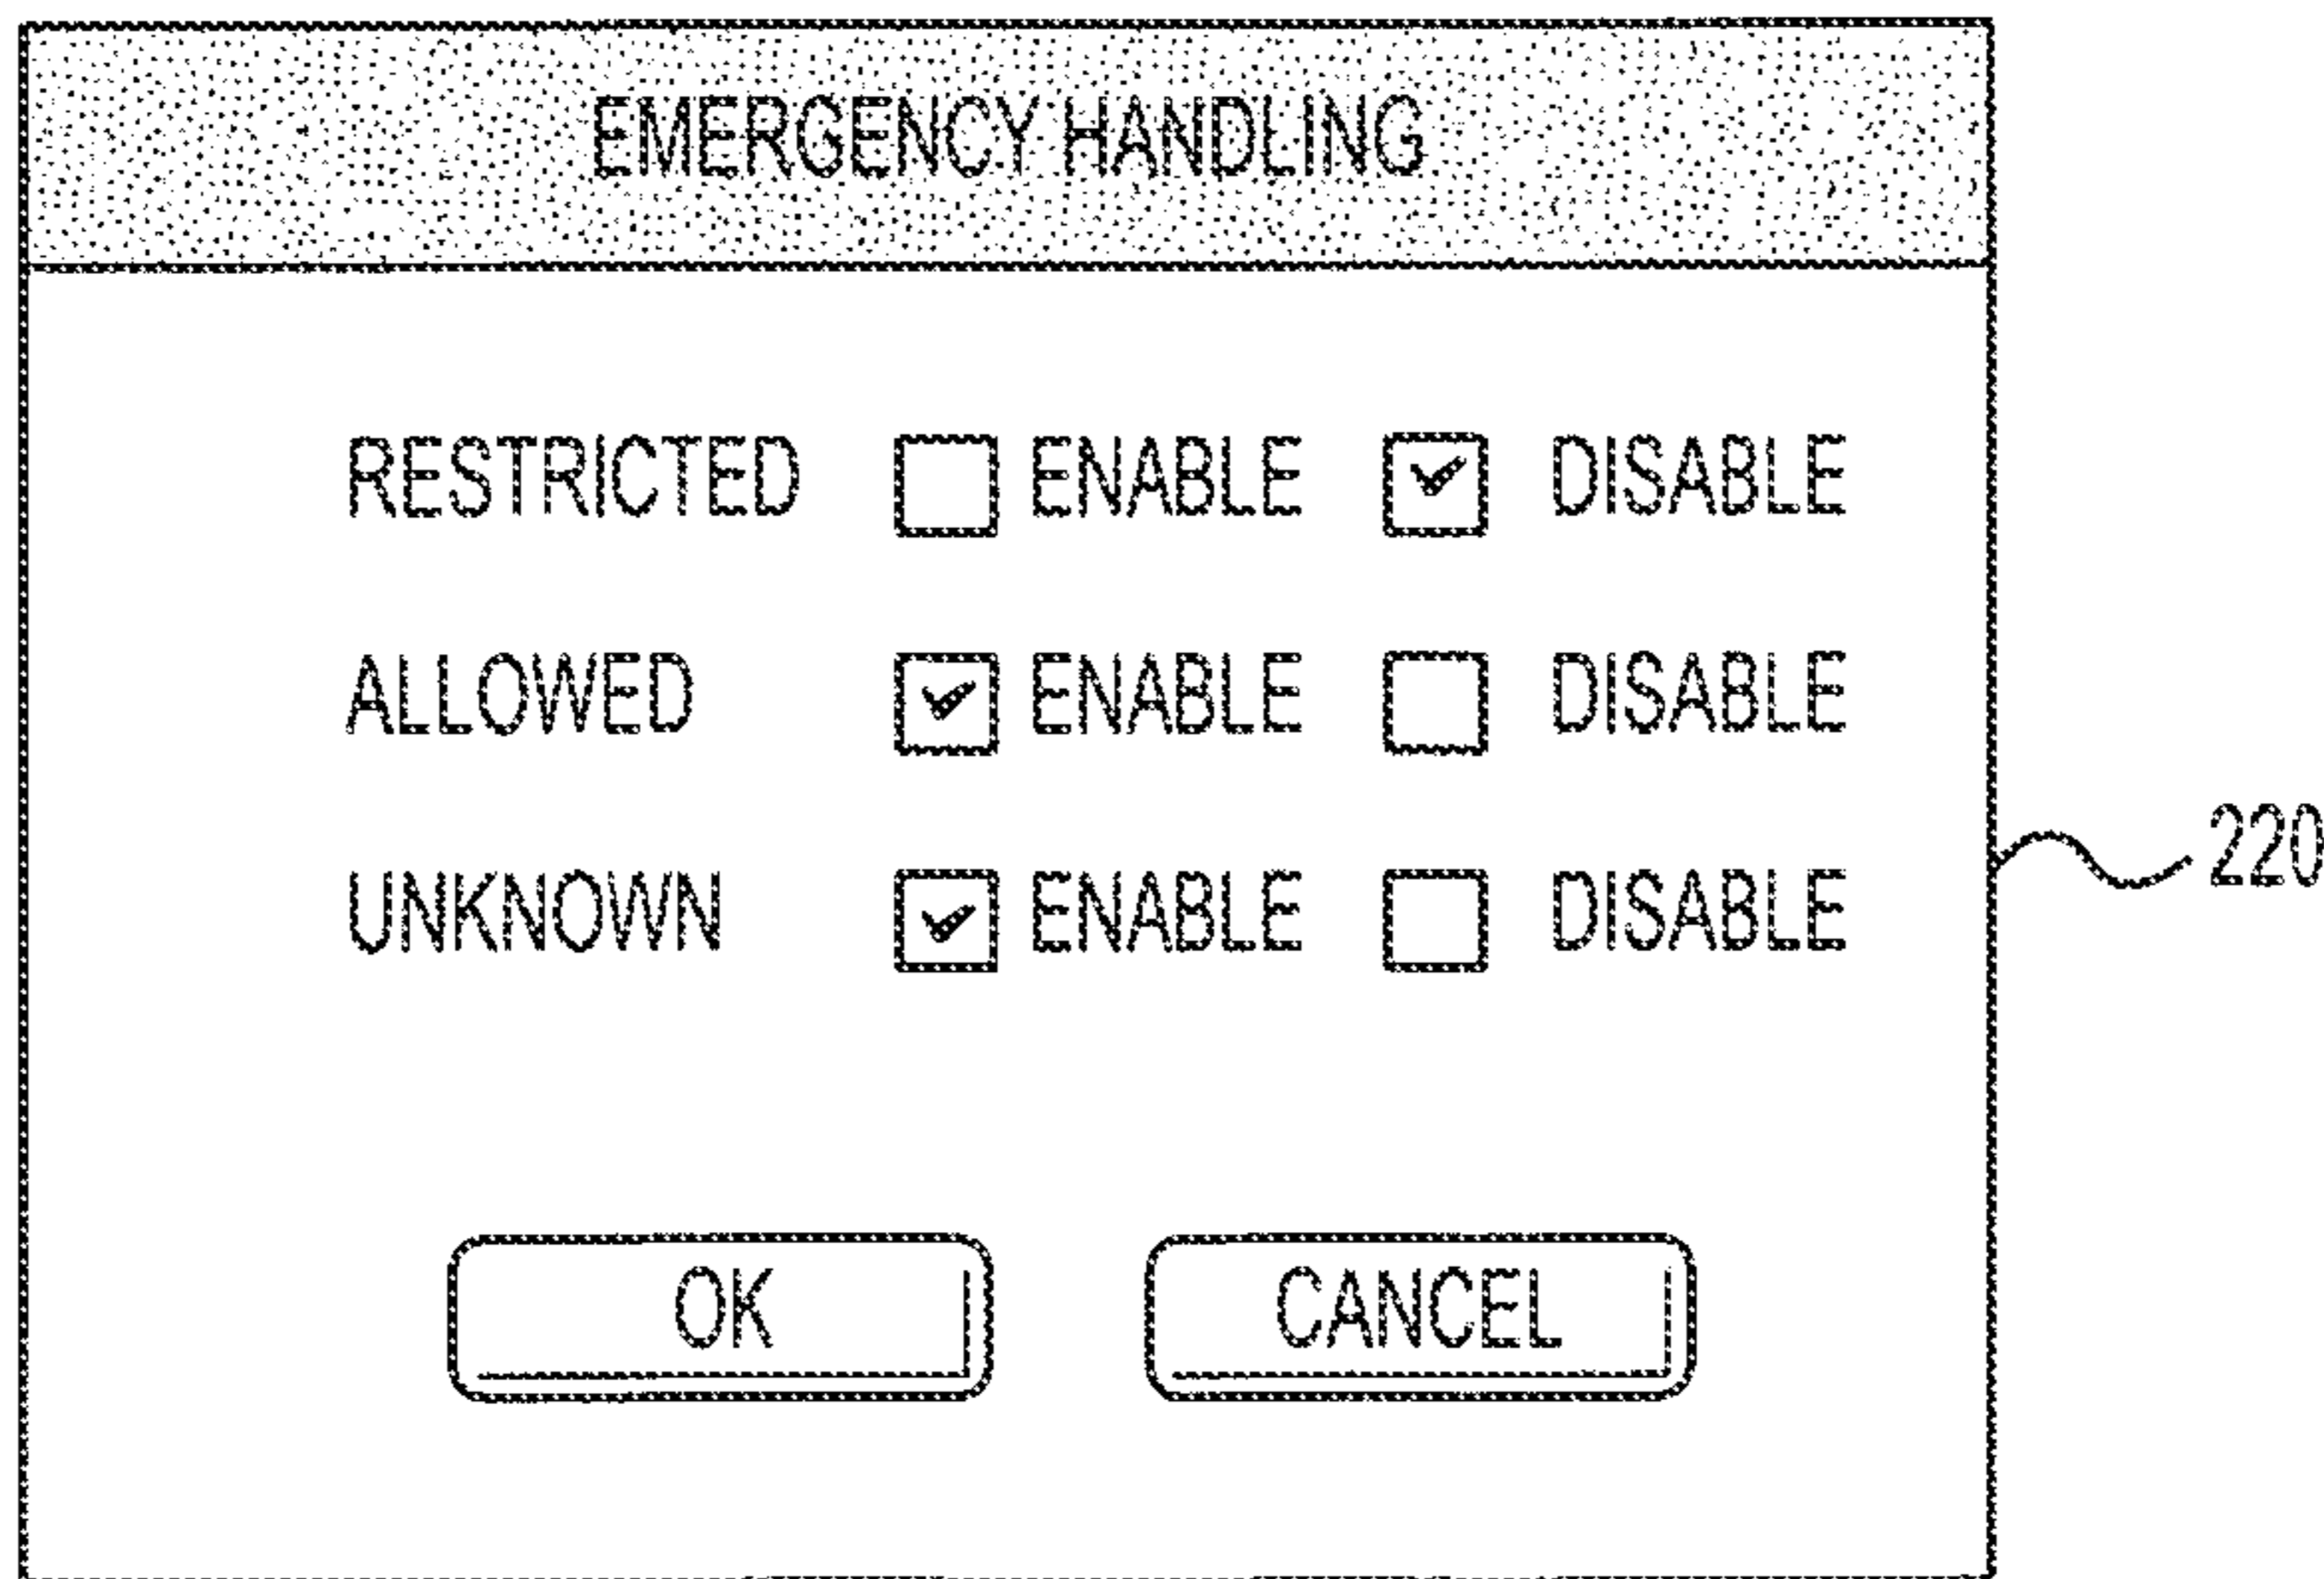 EMERGENCY HANDLING
RESTRICTED ENABLE DISABLE
ALLOWED ENABLE DISABLE
UNKNOWN ENABLE DISABLE
220
OK CANCEL